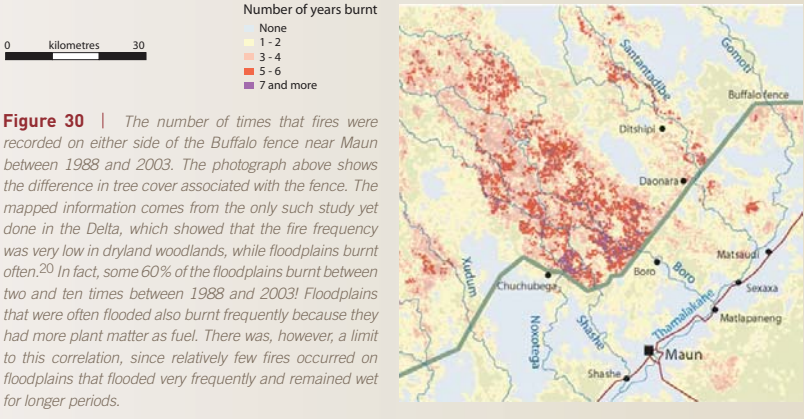 Number of years burnt
None
1 - 2
3 - 4
5 - 6
7 and more
0 kilometres 30
Figure 30 | The number of times that fires were
recorded on either side of the Buffalo fence near Maun
between 1988 and 2003. The photograph above shows
the difference in tree cover associated with the fence. The
mapped information comes from the only such study yet
done in the Delta, which showed that the fire frequency
was very low in dryland woodlands, while floodplains burnt
often.20 In fact, some 60% of the floodplains burnt between
two and ten times between 1988 and 2003! Floodplains
that were often flooded also burnt frequently because they
had more plant matter as fuel. There was, however, a limit
to this correlation, since relatively few fires occurred on
floodplains that flooded very frequently and remained wet
for longer periods.
Santantadibe
Gomoti
Buffalo fence
Ditshipi
Daonara
Matsaudi
Xudum
Chuchubega
Boro
Boro
Sexaxa
Matlapaneng
Thamalakane
Noxotega
Shashe
Maun
Shashe